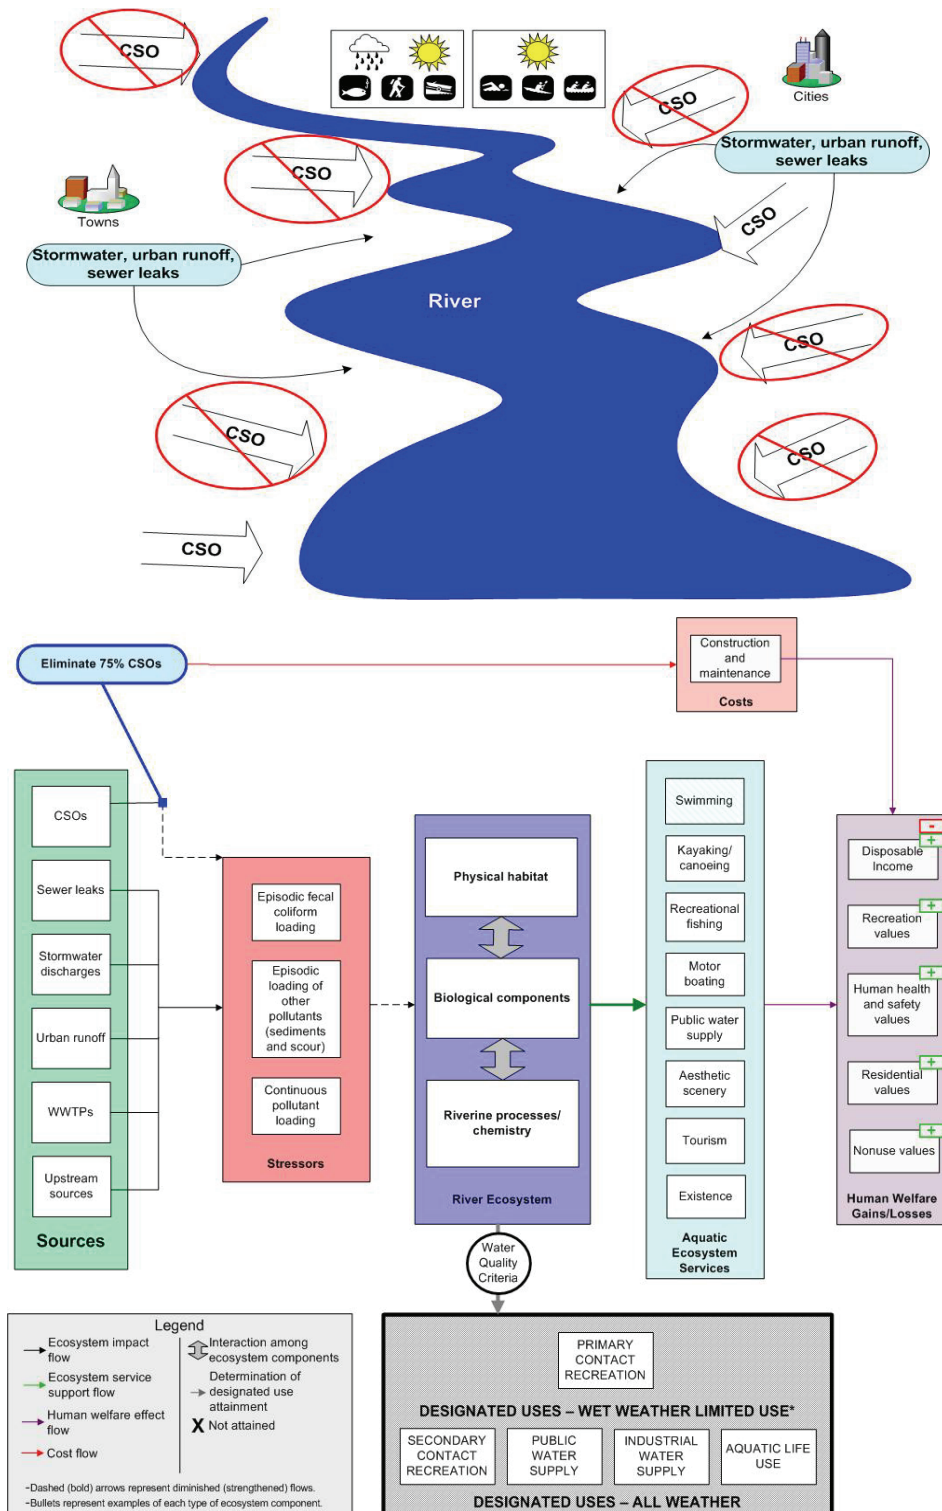 CSO
Cities
CSO
Stormwater, urban runoff,
sewer leaks
CSO
Towns
CSO
Stormwater, urban runoff,
sewer leaks
River
CSO
CSO
CSO
CSO
Eliminate 75% CSOs
Construction
and
maintenance
Costs
CSOs
Sewer leaks
Stormwater
discharges
Urban runoff
WWTPs
Upstream
sources
Sources
Episodic fecal
coliform
loading
Episodic
loading of
other
pollutants
(sediments
and scour)
Continuous
pollutant
loading
Stressors
Physical habitat
Biological components
Riverine processes/
chemistry
River Ecosystem
Swimming
Kayaking/
canoeing
Recreational
fishing
Motor
boating
Public water
supply
Aesthetic
scenery
Tourism
Existence
Aquatic
Ecosystem
Services
-
+
Disposable
Income
+
Recreation
values
+
Human health
and safety
values
+
Residential
values
+
Nonuse values
Human Welfare
Gains/Losses
Water
Quality
Criteria
Legend
Ecosystem impact
flow
Ecosystem service
support flow
Human welfare effect
flow
Cost flow
Interaction among
ecosystem components
Determination of
designated use
attainment
X Not attained
-Dashed (bold) arrows represent diminished (strengthened) flows.
-Bullets represent examples of each type of ecosystem component.
PRIMARY
CONTACT
RECREATION
DESIGNATED USES – WET WEATHER LIMITED USE*
SECONDARY
CONTACT
RECREATION
PUBLIC
WATER
SUPPLY
INDUSTRIAL
WATER
SUPPLY
AQUATIC LIFE
USE
DESIGNATED USES – ALL WEATHER